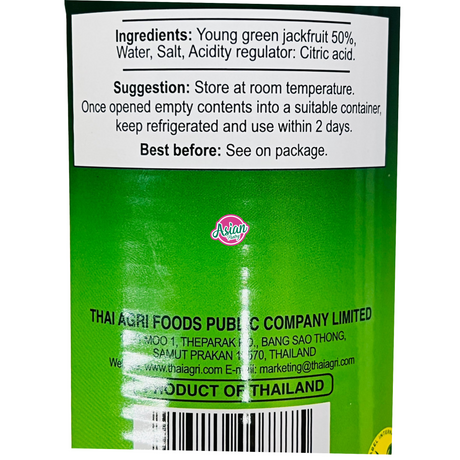 Ingredients: Young green jackfruit 50%,
Water, Salt, Acidity regulator: Citric acid.
Suggestion: Store at room temperature.
Once opened empty contents into a suitable container,
keep refrigerated and use within 2 days.
Best before: See on package.
Asian
THAI AGRI FOODS PUBLIC COMPANY LIMITED
MOO 1, THEPARAK RD., BANG SAO THONG,
SAMUT PRAKAN 570, THAILAND
www.thaiagri.com E-mail: marketing@thaiagri.com
PRODUCT OF THAILAND